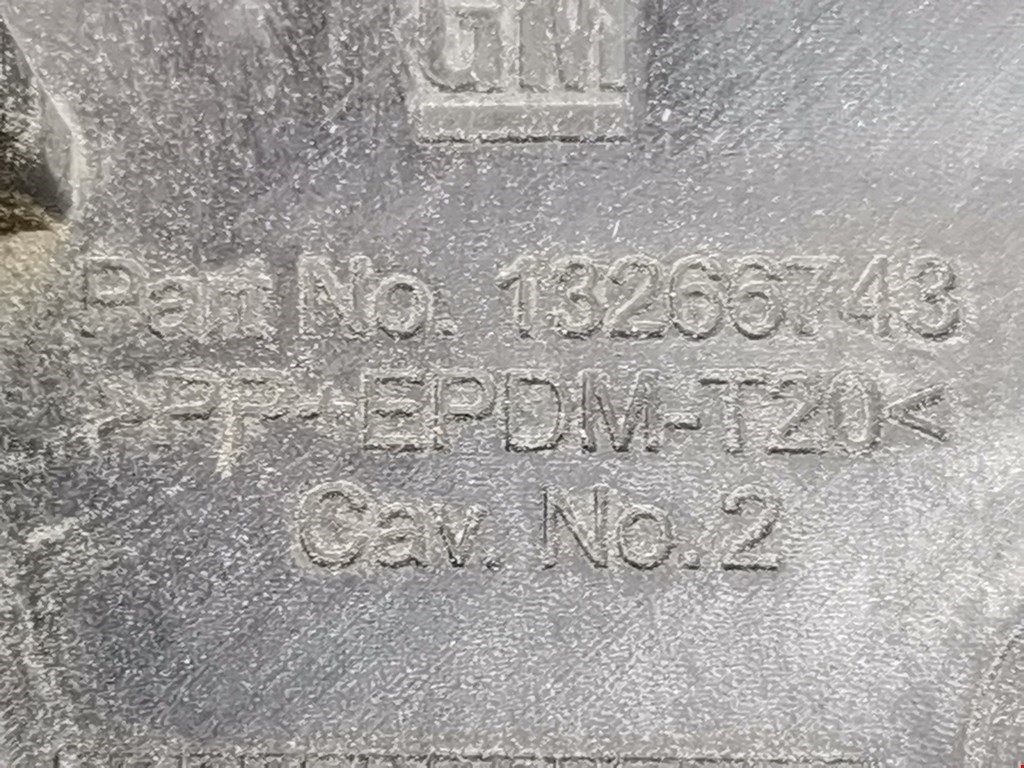 GM
Part No. 13266743
>PP+EPDM-T20<
Cav. No. 2